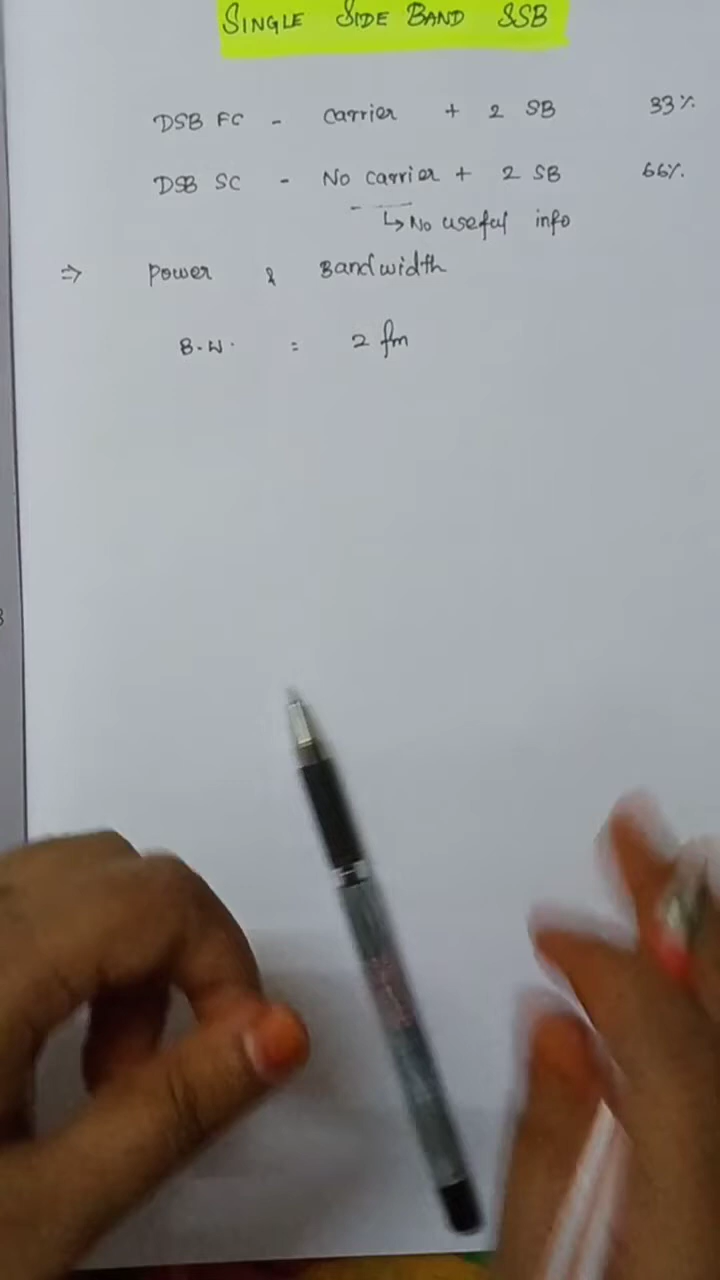 SINGLE SIDE BAND SSB
DSB FC - carrier + 2 SB 33%
DSB SC - No carrier + 2 SB 66%.
↳ No useful info
⇒ Power & Bandwidth
B.W. = 2 fm